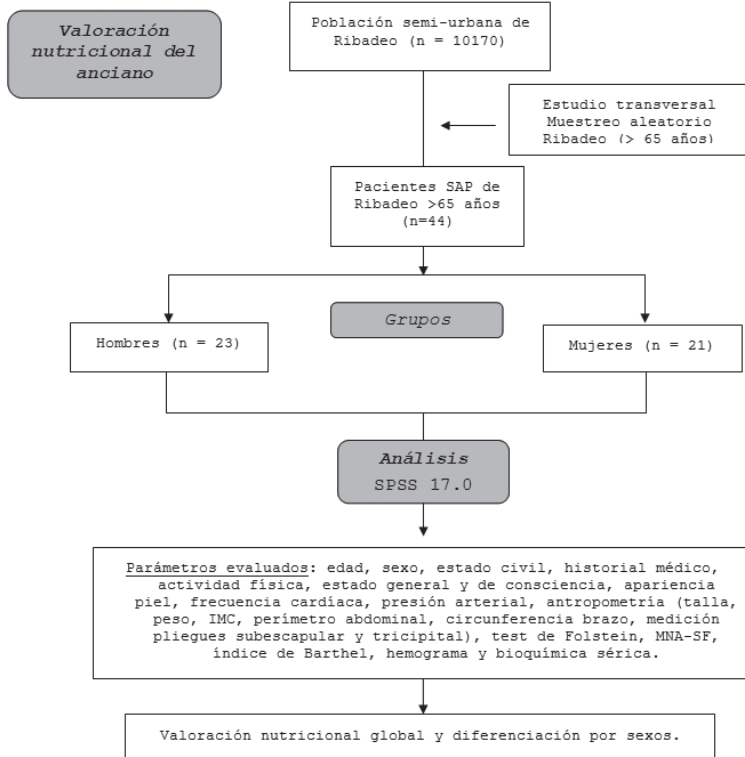 Valoración
nutricional del
anciano
Población semi-urbana de
Ribadeo (n = 10170)
Estudio transversal
Muestreo aleatorio
Ribadeo (> 65 años)
Pacientes SAP de
Ribadeo >65 años
(n=44)
Grupos
Hombres (n = 23)
Mujeres (n = 21)
Análisis
SPSS 17.0
Parámetros evaluados: edad, sexo, estado civil, historial médico,
actividad física, estado general y de consciencia, apariencia
piel, frecuencia cardíaca, presión arterial, antropometría (talla,
peso, IMC, perímetro abdominal, circunferencia brazo, medición
pliegues subescapular y tricipital), test de Folstein, MNA-SF,
índice de Barthel, hemograma y bioquímica sérica.
Valoración nutricional global y diferenciación por sexos.